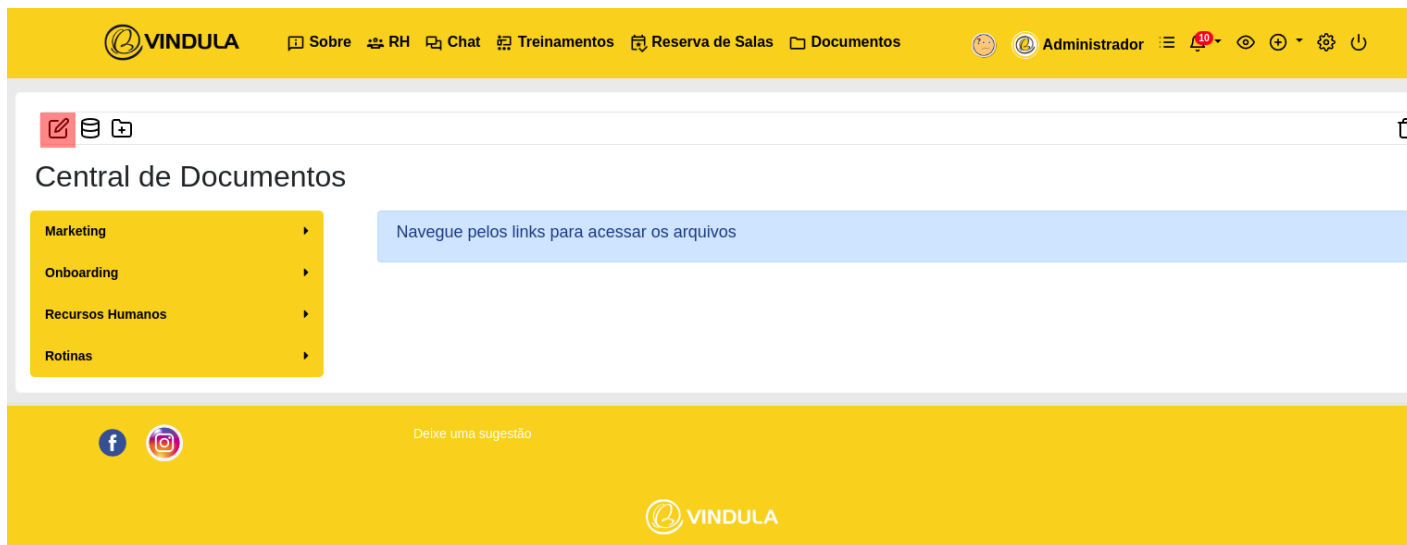 VINDULA Sobre RH Chat Treinamentos Reserva de Salas Documentos Administrador 10
Central de Documentos
Marketing
Onboarding
Recursos Humanos
Rotinas
Navegue pelos links para acessar os arquivos
Deixe uma sugestão
VINDULA